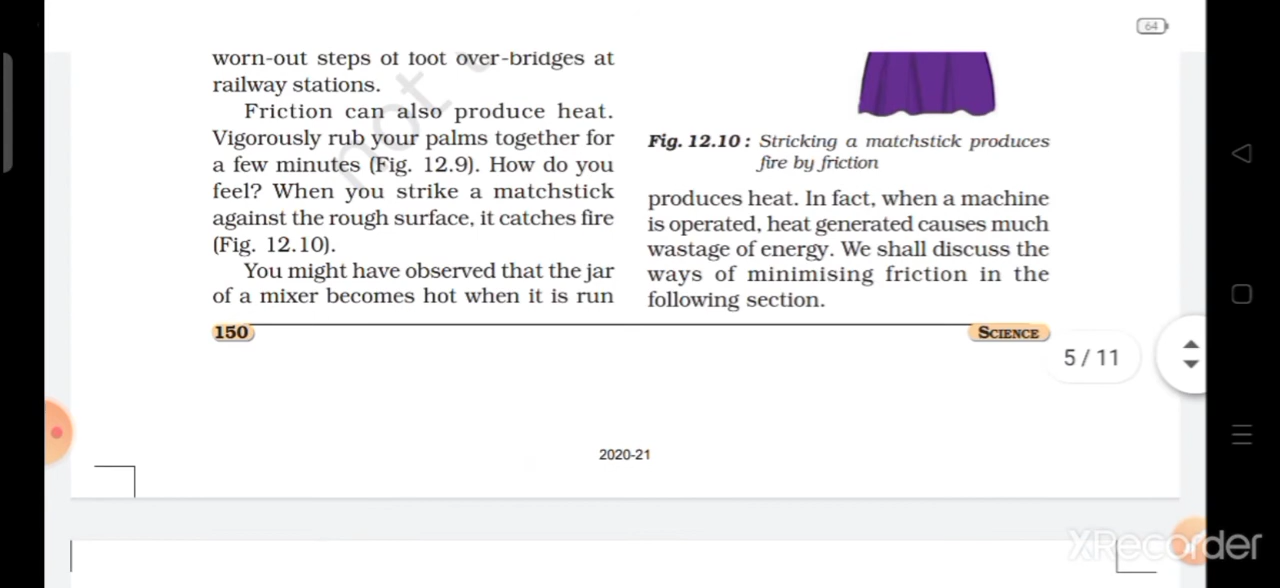 64
worn-out steps of foot over-bridges at
railway stations.
Friction can also produce heat.
Vigorously rub your palms together for
a few minutes (Fig. 12.9). How do you
feel? When you strike a matchstick
against the rough surface, it catches fire
(Fig. 12.10).
You might have observed that the jar
of a mixer becomes hot when it is run
not
Fig. 12.10 : Stricking a matchstick produces
fire by friction
produces heat. In fact, when a machine
is operated, heat generated causes much
wastage of energy. We shall discuss the
ways of minimising friction in the
following section.
150
SCIENCE
5 / 11
2020-21
XRecorder